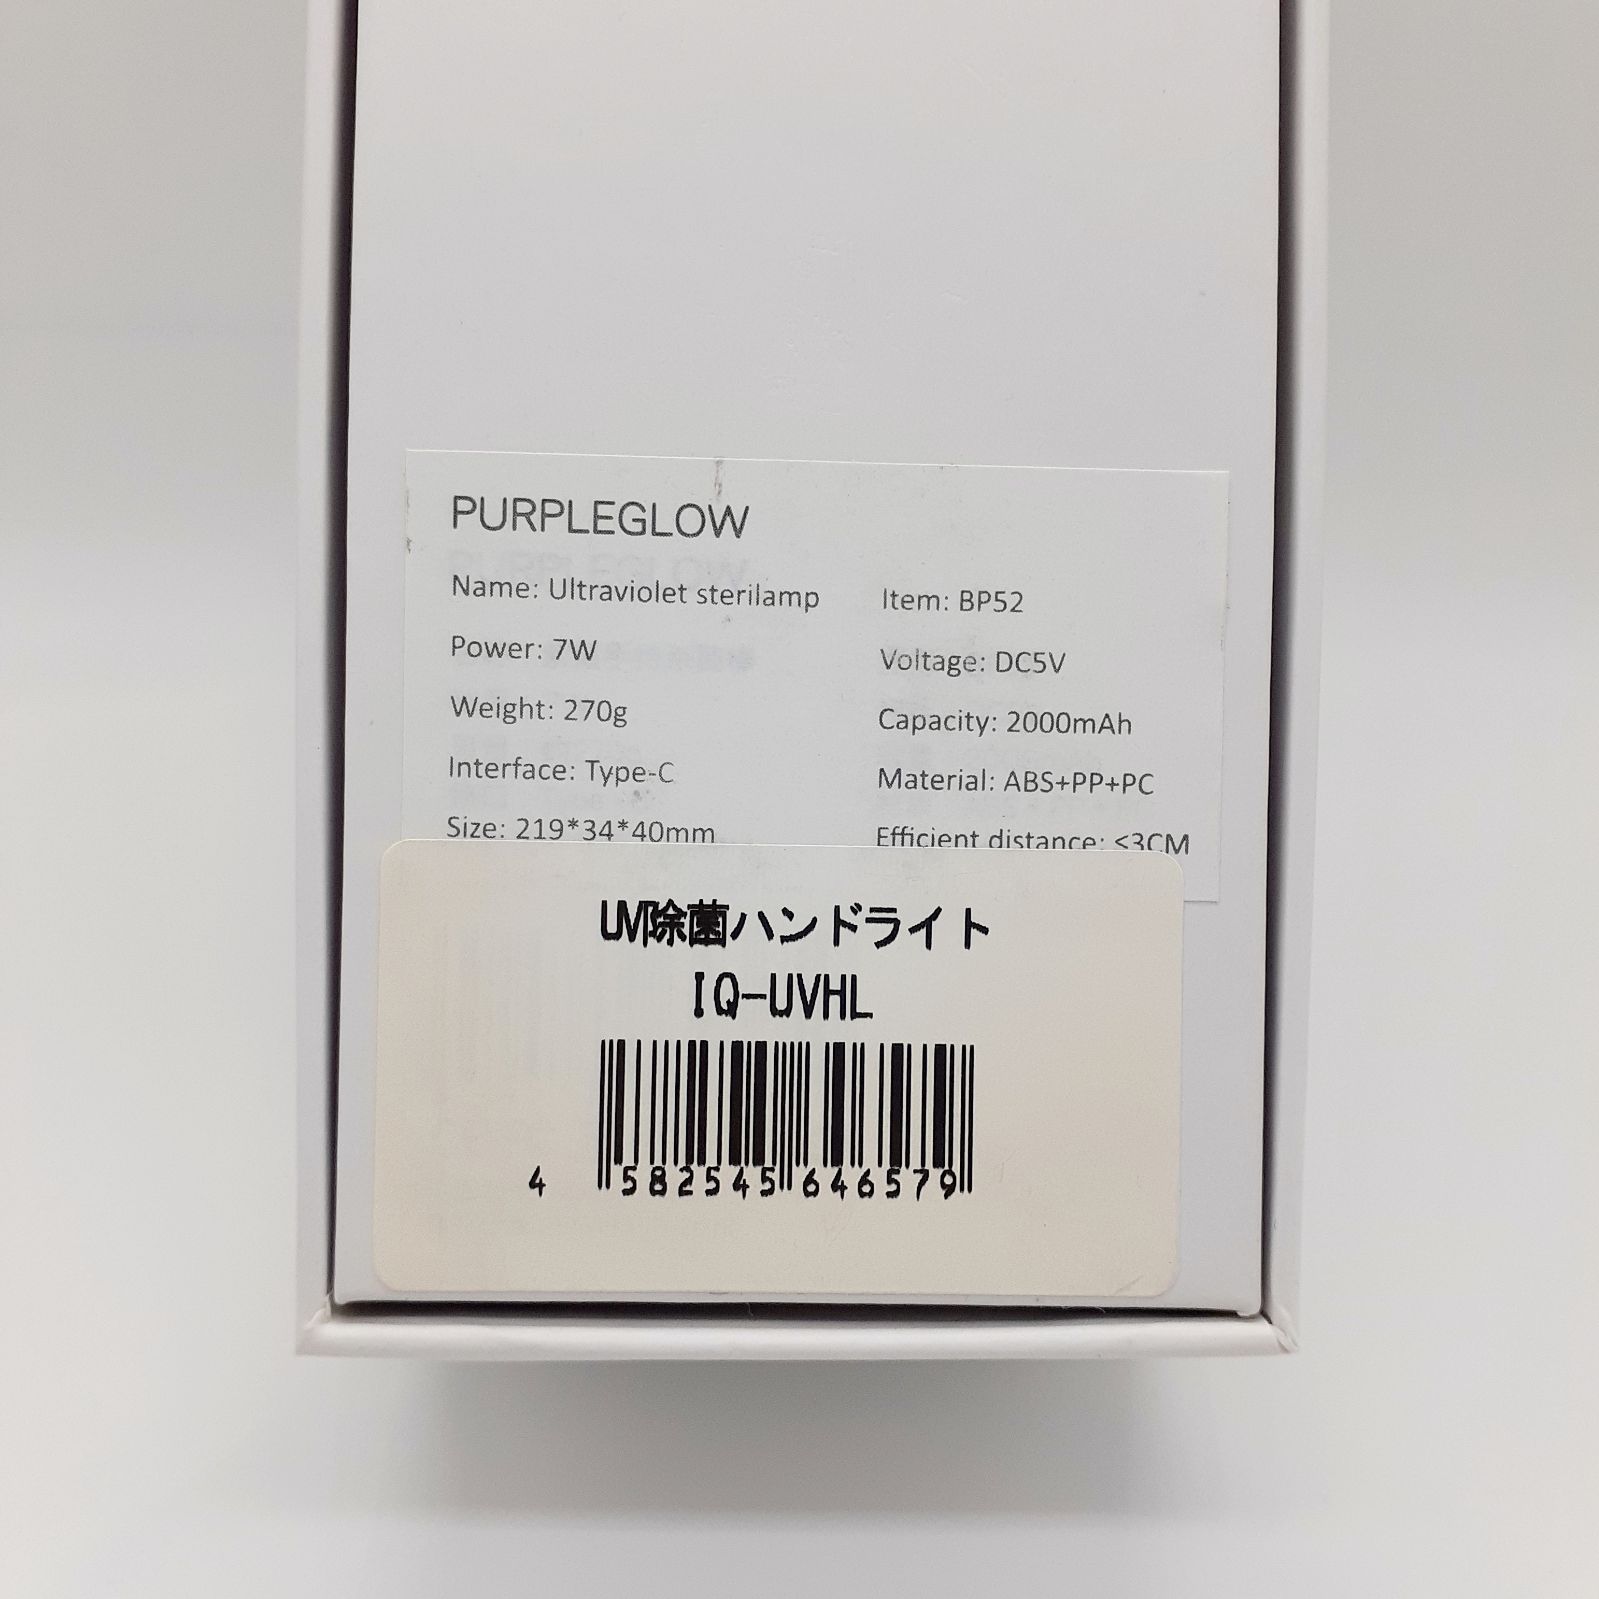 PURPLEGLOW
Name: Ultraviolet sterilamp
Item: BP52
Power: 7W
Voltage: DC5V
Weight: 270g
Capacity: 2000mAh
Interface: Type-C
Material: ABS+PP+PC
Size: 219*34*40mm
Efficient distance: <3CM
UV除菌ハンドライト
IQ-UVHL
4 582545 646579